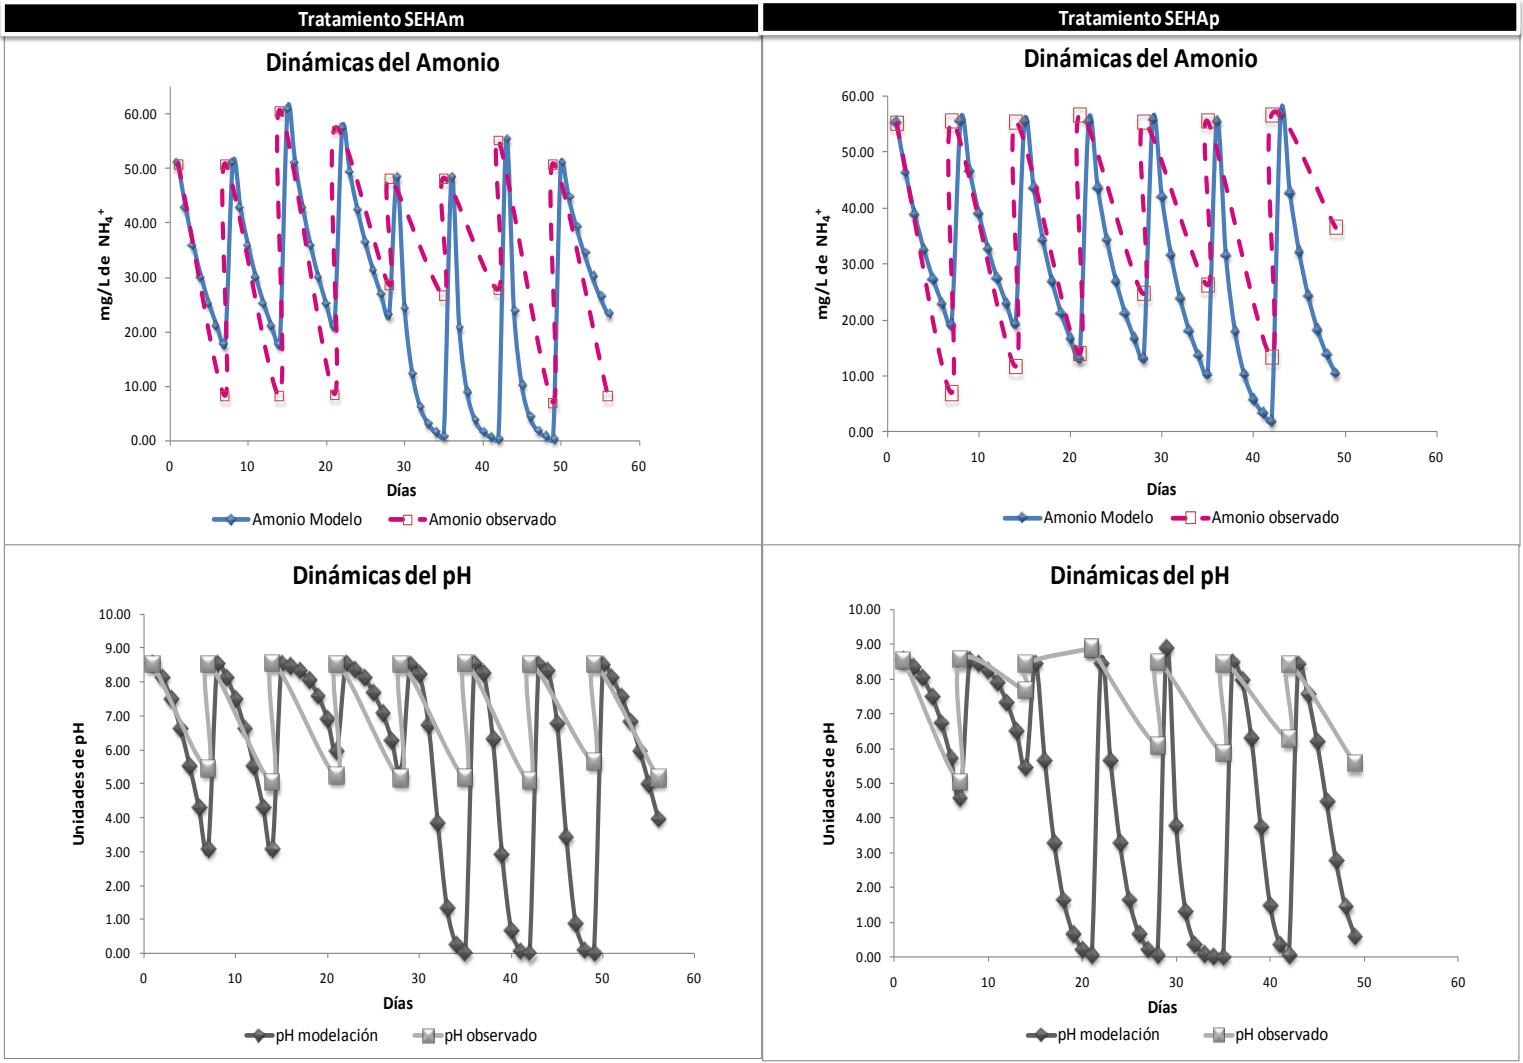 Tratamiento SEHAm
Tratamiento SEHAp
Dinámicas del Amonio
mg/L de NH₄⁺
60.00
50.00
40.00
30.00
20.00
10.00
0.00
0 10 20 30 40 50 60
Días
Amonio Modelo Amonio observado
Dinámicas del Amonio
mg/L de NH₄⁺
60.00
50.00
40.00
30.00
20.00
10.00
0.00
0 10 20 30 40 50 60
Días
Amonio Modelo Amonio observado
Dinámicas del pH
Unidades de pH
10.00
9.00
8.00
7.00
6.00
5.00
4.00
3.00
2.00
1.00
0.00
0 10 20 30 40 50 60
Días
pH modelación pH observado
Dinámicas del pH
Unidades de pH
10.00
9.00
8.00
7.00
6.00
5.00
4.00
3.00
2.00
1.00
0.00
0 10 20 30 40 50 60
Días
pH modelación pH observado